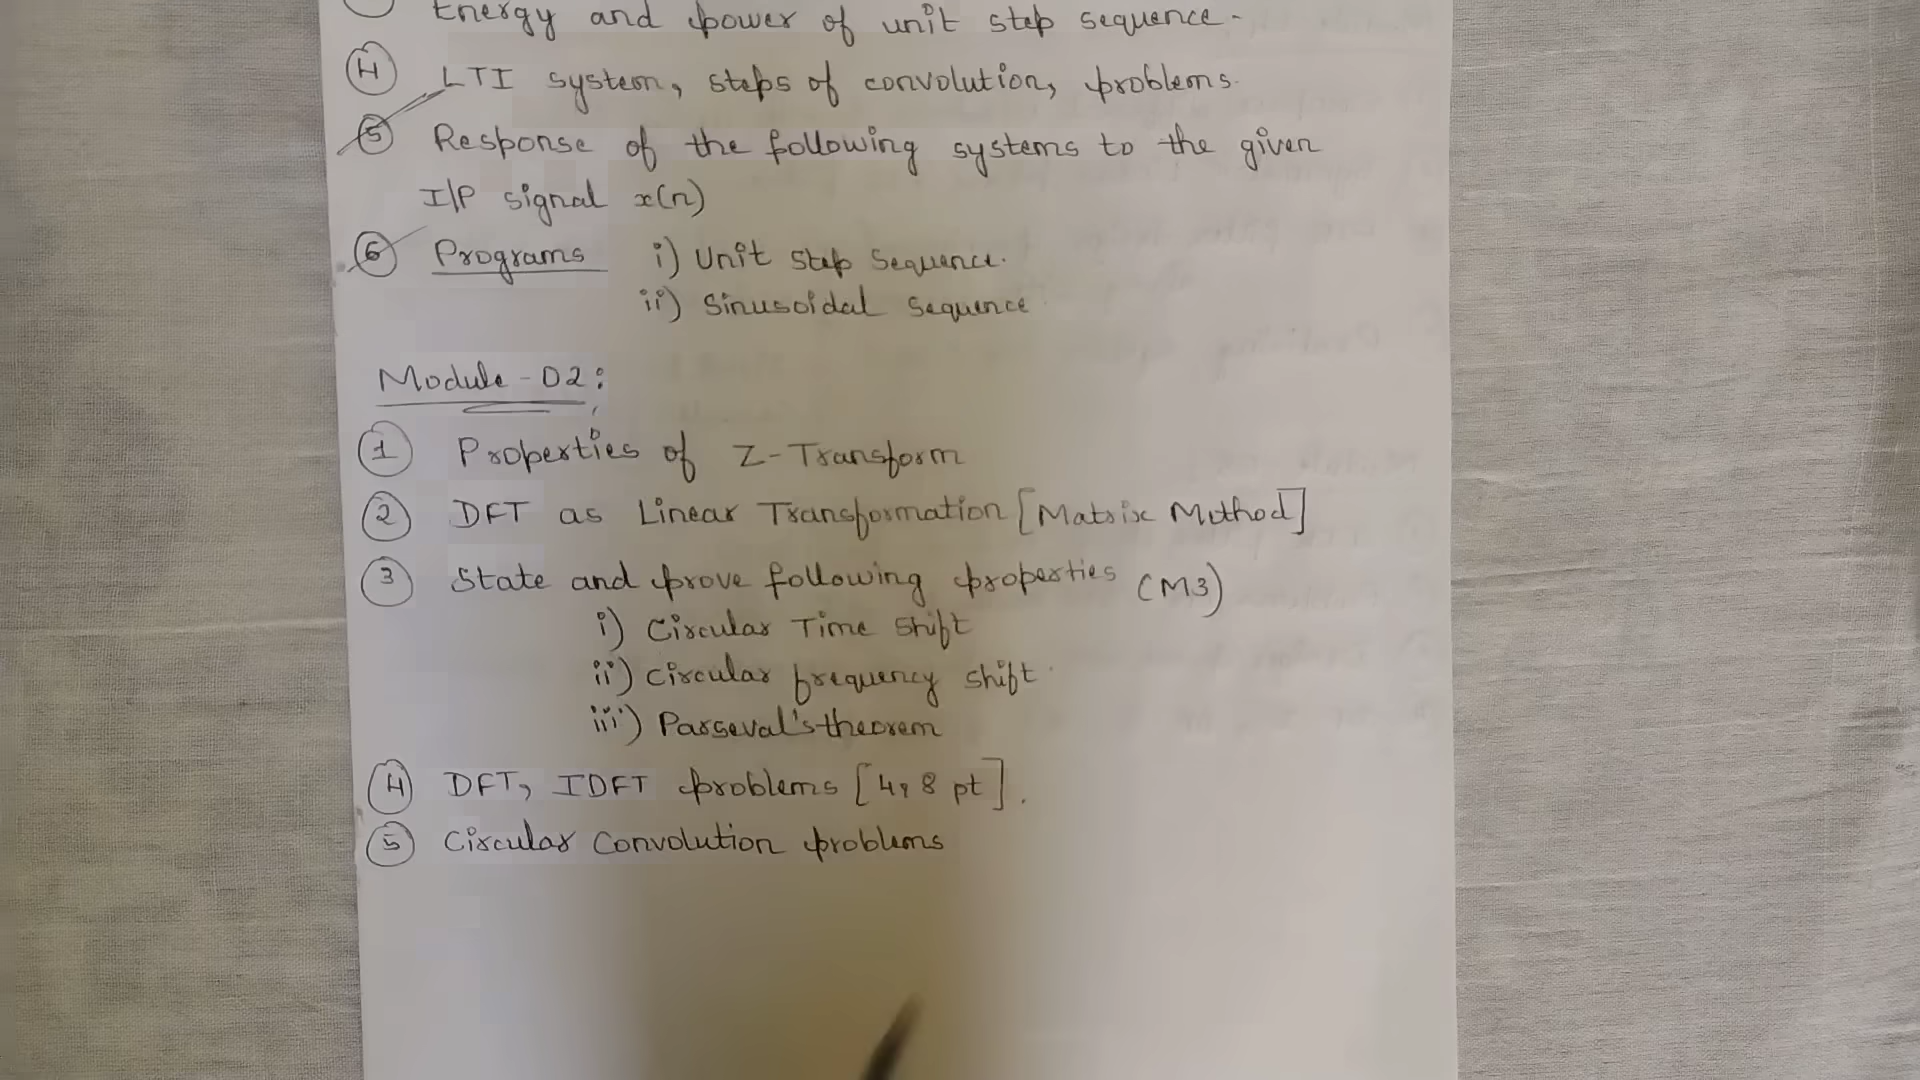 Energy and power of unit step sequence.
4 LTI system, steps of convolution, problems.
5 Response of the following systems to the given
I/P signal x(n)
6 Programs i) Unit Step Sequence.
ii) Sinusoidal Sequence
Module-02:
1 Properties of Z-Transform
2 DFT as Linear Transformation [Matrix Method]
3 State and prove following properties (M3)
i) Circular Time Shift
ii) Circular frequency shift
iii) Parseval's theorem
4 DFT, IDFT problems [4, 8 pt].
5 Circular Convolution problems